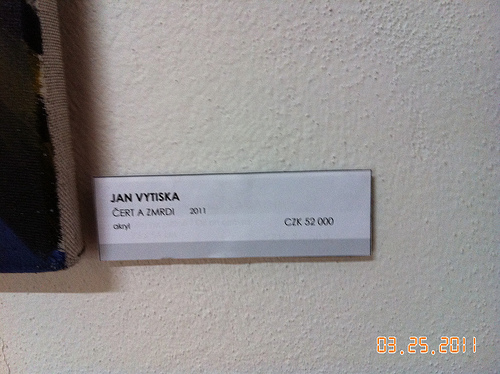 JAN VYTISKA
ČERT A ZMRDI 2011
akryl
CZK 52 000
03.25.2011